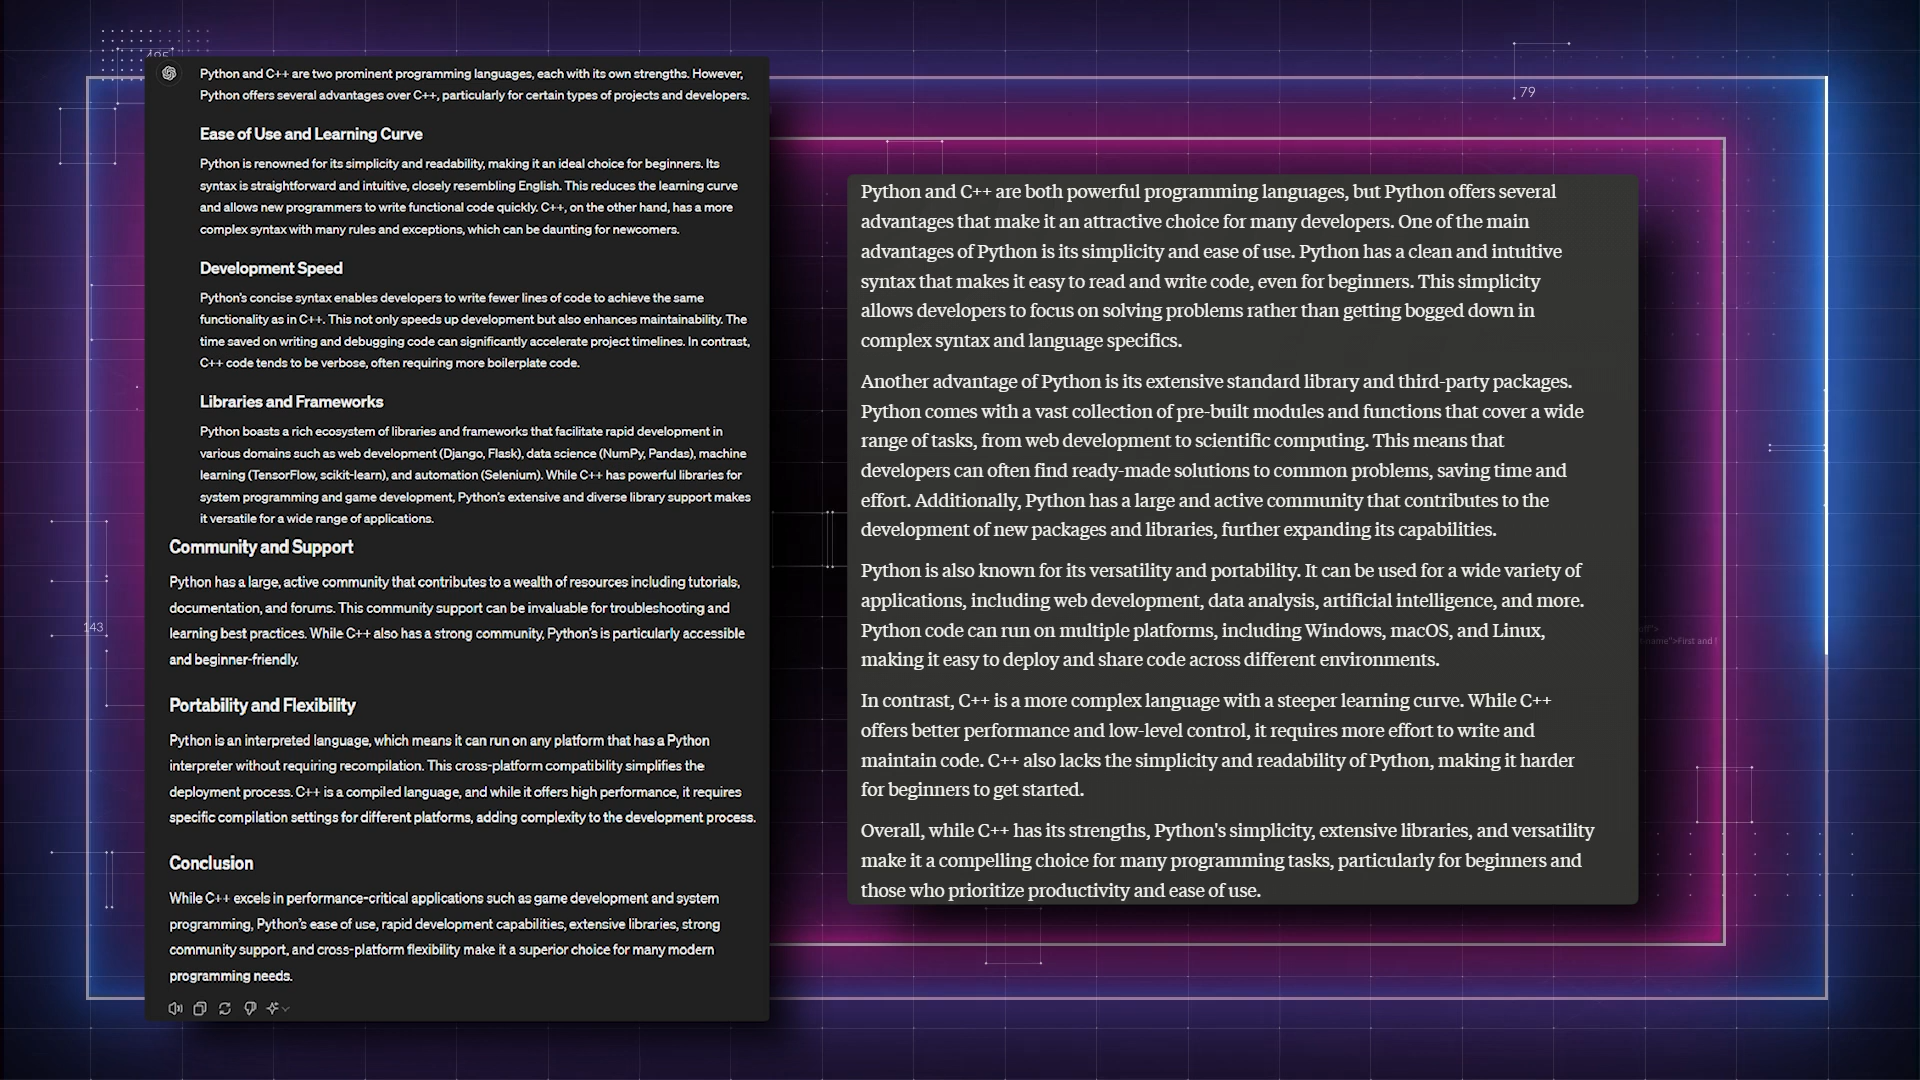 Python and C++ are two prominent programming languages, each with its own strengths. However,
Python offers several advantages over C++, particularly for certain types of projects and developers.
Ease of Use and Learning Curve
Python is renowned for its simplicity and readability, making it an ideal choice for beginners. Its
syntax is straightforward and intuitive, closely resembling English. This reduces the learning curve
and allows new programmers to write functional code quickly. C++, on the other hand, has a more
complex syntax with many rules and exceptions, which can be daunting for newcomers.
Development Speed
Python's concise syntax enables developers to write fewer lines of code to achieve the same
functionality as in C++. This not only speeds up development but also enhances maintainability. The
time saved on writing and debugging code can significantly accelerate project timelines. In contrast,
C++ code tends to be verbose, often requiring more boilerplate code.
Libraries and Frameworks
Python boasts a rich ecosystem of libraries and frameworks that facilitate rapid development in
various domains such as web development (Django, Flask), data science (NumPy, Pandas), machine
learning (TensorFlow, scikit-learn), and automation (Selenium). While C++ has powerful libraries for
system programming and game development, Python's extensive and diverse library support makes
it versatile for a wide range of applications.
Community and Support
Python has a large, active community that contributes to a wealth of resources including tutorials,
documentation, and forums. This community support can be invaluable for troubleshooting and
learning best practices. While C++ also has a strong community, Python's is particularly accessible
and beginner-friendly.
Portability and Flexibility
Python is an interpreted language, which means it can run on any platform that has a Python
interpreter without requiring recompilation. This cross-platform compatibility simplifies the
deployment process. C++ is a compiled language, and while it offers high performance, it requires
specific compilation settings for different platforms, adding complexity to the development process.
Conclusion
While C++ excels in performance-critical applications such as game development and system
programming, Python's ease of use, rapid development capabilities, extensive libraries, strong
community support, and cross-platform flexibility make it a superior choice for many modern
programming needs.
Python and C++ are both powerful programming languages, but Python offers several
advantages that make it an attractive choice for many developers. One of the main
advantages of Python is its simplicity and ease of use. Python has a clean and intuitive
syntax that makes it easy to read and write code, even for beginners. This simplicity
allows developers to focus on solving problems rather than getting bogged down in
complex syntax and language specifics.
Another advantage of Python is its extensive standard library and third-party packages.
Python comes with a vast collection of pre-built modules and functions that cover a wide
range of tasks, from web development to scientific computing. This means that
developers can often find ready-made solutions to common problems, saving time and
effort. Additionally, Python has a large and active community that contributes to the
development of new packages and libraries, further expanding its capabilities.
Python is also known for its versatility and portability. It can be used for a wide variety of
applications, including web development, data analysis, artificial intelligence, and more.
Python code can run on multiple platforms, including Windows, macOS, and Linux,
making it easy to deploy and share code across different environments.
In contrast, C++ is a more complex language with a steeper learning curve. While C++
offers better performance and low-level control, it requires more effort to write and
maintain code. C++ also lacks the simplicity and readability of Python, making it harder
for beginners to get started.
Overall, while C++ has its strengths, Python's simplicity, extensive libraries, and versatility
make it a compelling choice for many programming tasks, particularly for beginners and
those who prioritize productivity and ease of use.
79
143
name">First and